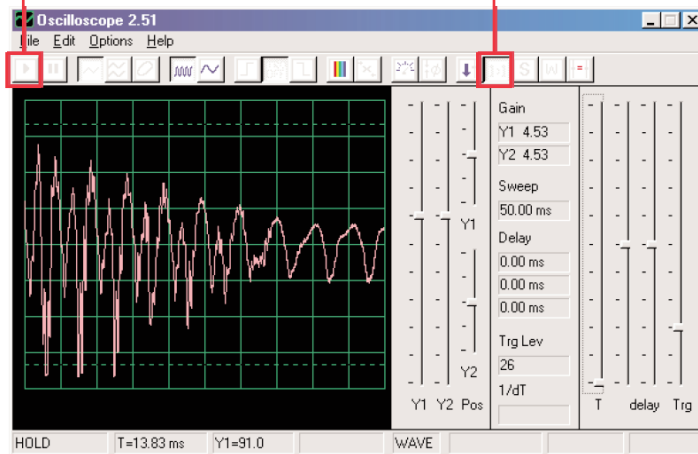 Oscilloscope 2.51
File Edit Options Help
S W
Gain
Y1 4.53
Y2 4.53
Sweep
50.00 ms
Delay
0.00 ms
0.00 ms
0.00 ms
Trg Lev
26
1/dT
Y1
Y2
Y1 Y2 Pos
T delay Trg
HOLD T=13.83 ms Y1=91.0 WAVE